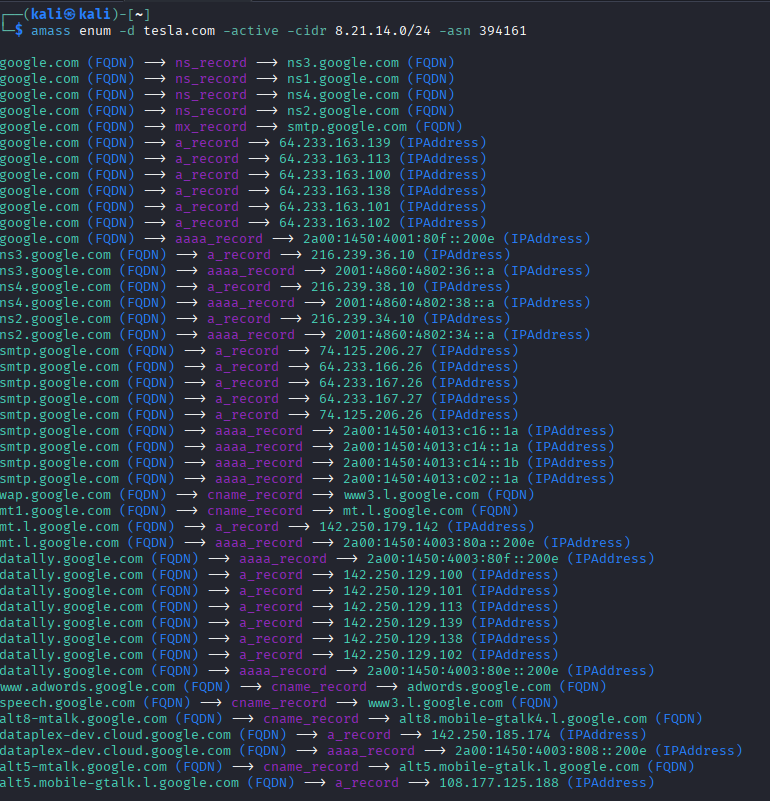 ┌──(kali㉿kali)-[~]
└─$ amass enum -d tesla.com -active -cidr 8.21.14.0/24 -asn 394161
google.com (FQDN) ⟶ ns_record ⟶ ns3.google.com (FQDN)
google.com (FQDN) ⟶ ns_record ⟶ ns1.google.com (FQDN)
google.com (FQDN) ⟶ ns_record ⟶ ns4.google.com (FQDN)
google.com (FQDN) ⟶ ns_record ⟶ ns2.google.com (FQDN)
google.com (FQDN) ⟶ mx_record ⟶ smtp.google.com (FQDN)
google.com (FQDN) ⟶ a_record ⟶ 64.233.163.139 (IPAddress)
google.com (FQDN) ⟶ a_record ⟶ 64.233.163.113 (IPAddress)
google.com (FQDN) ⟶ a_record ⟶ 64.233.163.100 (IPAddress)
google.com (FQDN) ⟶ a_record ⟶ 64.233.163.138 (IPAddress)
google.com (FQDN) ⟶ a_record ⟶ 64.233.163.101 (IPAddress)
google.com (FQDN) ⟶ a_record ⟶ 64.233.163.102 (IPAddress)
google.com (FQDN) ⟶ aaaa_record ⟶ 2a00:1450:4001:80f::200e (IPAddress)
ns3.google.com (FQDN) ⟶ a_record ⟶ 216.239.36.10 (IPAddress)
ns3.google.com (FQDN) ⟶ aaaa_record ⟶ 2001:4860:4802:36::a (IPAddress)
ns4.google.com (FQDN) ⟶ a_record ⟶ 216.239.38.10 (IPAddress)
ns4.google.com (FQDN) ⟶ aaaa_record ⟶ 2001:4860:4802:38::a (IPAddress)
ns2.google.com (FQDN) ⟶ a_record ⟶ 216.239.34.10 (IPAddress)
ns2.google.com (FQDN) ⟶ aaaa_record ⟶ 2001:4860:4802:34::a (IPAddress)
smtp.google.com (FQDN) ⟶ a_record ⟶ 74.125.206.27 (IPAddress)
smtp.google.com (FQDN) ⟶ a_record ⟶ 64.233.166.26 (IPAddress)
smtp.google.com (FQDN) ⟶ a_record ⟶ 64.233.167.26 (IPAddress)
smtp.google.com (FQDN) ⟶ a_record ⟶ 64.233.167.27 (IPAddress)
smtp.google.com (FQDN) ⟶ a_record ⟶ 74.125.206.26 (IPAddress)
smtp.google.com (FQDN) ⟶ aaaa_record ⟶ 2a00:1450:4013:c16::1a (IPAddress)
smtp.google.com (FQDN) ⟶ aaaa_record ⟶ 2a00:1450:4013:c14::1a (IPAddress)
smtp.google.com (FQDN) ⟶ aaaa_record ⟶ 2a00:1450:4013:c14::1b (IPAddress)
smtp.google.com (FQDN) ⟶ aaaa_record ⟶ 2a00:1450:4013:c02::1a (IPAddress)
wap.google.com (FQDN) ⟶ cname_record ⟶ www3.l.google.com (FQDN)
mt1.google.com (FQDN) ⟶ cname_record ⟶ mt.l.google.com (FQDN)
mt.l.google.com (FQDN) ⟶ a_record ⟶ 142.250.179.142 (IPAddress)
mt.l.google.com (FQDN) ⟶ aaaa_record ⟶ 2a00:1450:4003:80a::200e (IPAddress)
datally.google.com (FQDN) ⟶ aaaa_record ⟶ 2a00:1450:4003:80f::200e (IPAddress)
datally.google.com (FQDN) ⟶ a_record ⟶ 142.250.129.100 (IPAddress)
datally.google.com (FQDN) ⟶ a_record ⟶ 142.250.129.101 (IPAddress)
datally.google.com (FQDN) ⟶ a_record ⟶ 142.250.129.113 (IPAddress)
datally.google.com (FQDN) ⟶ a_record ⟶ 142.250.129.139 (IPAddress)
datally.google.com (FQDN) ⟶ a_record ⟶ 142.250.129.138 (IPAddress)
datally.google.com (FQDN) ⟶ a_record ⟶ 142.250.129.102 (IPAddress)
datally.google.com (FQDN) ⟶ aaaa_record ⟶ 2a00:1450:4003:80e::200e (IPAddress)
www.adwords.google.com (FQDN) ⟶ cname_record ⟶ adwords.google.com (FQDN)
speech.google.com (FQDN) ⟶ cname_record ⟶ www3.l.google.com (FQDN)
alt8-mtalk.google.com (FQDN) ⟶ cname_record ⟶ alt8.mobile-gtalk4.l.google.com (FQDN)
dataplex-dev.cloud.google.com (FQDN) ⟶ a_record ⟶ 142.250.185.174 (IPAddress)
dataplex-dev.cloud.google.com (FQDN) ⟶ aaaa_record ⟶ 2a00:1450:4003:808::200e (IPAddress)
alt5-mtalk.google.com (FQDN) ⟶ cname_record ⟶ alt5.mobile-gtalk.l.google.com (FQDN)
alt5.mobile-gtalk.l.google.com (FQDN) ⟶ a_record ⟶ 108.177.125.188 (IPAddress)